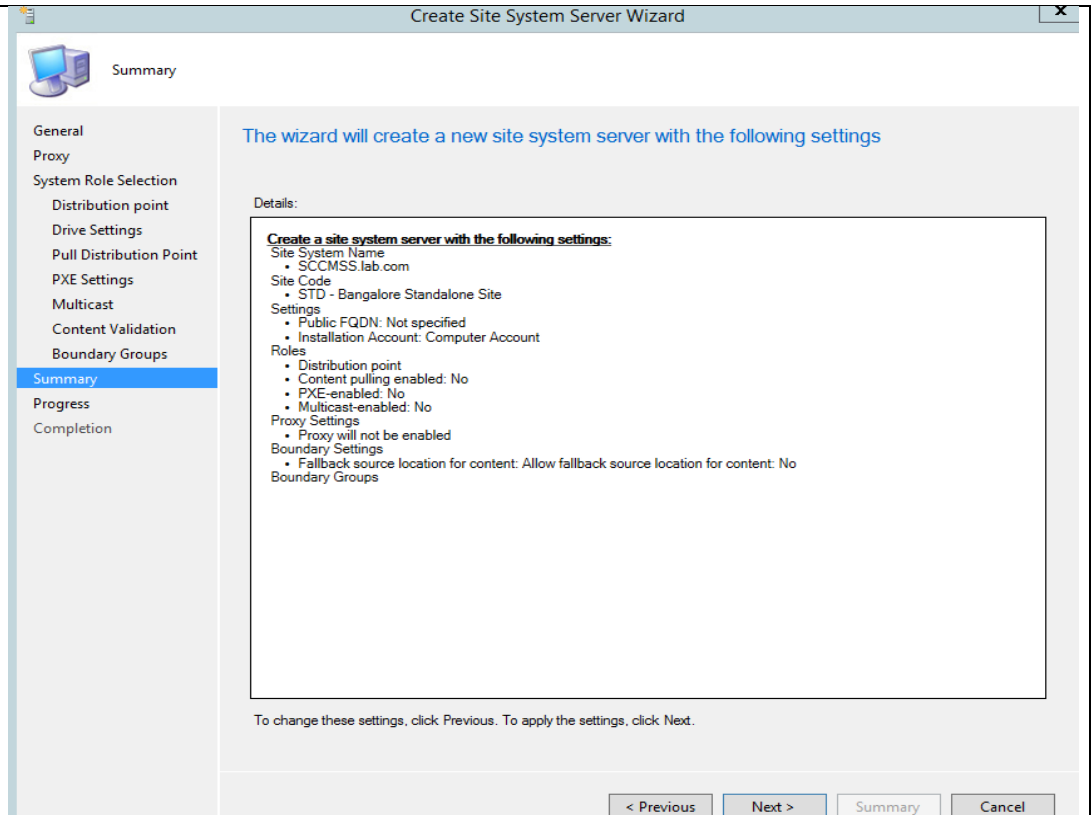 Create Site System Server Wizard
x
Summary
General
Proxy
System Role Selection
Distribution point
Drive Settings
Pull Distribution Point
PXE Settings
Multicast
Content Validation
Boundary Groups
Summary
Progress
Completion
The wizard will create a new site system server with the following settings
Details:
Create a site system server with the following settings:
Site System Name
• SCCMSS.lab.com
Site Code
• STD - Bangalore Standalone Site
Settings
• Public FQDN: Not specified
• Installation Account: Computer Account
Roles
• Distribution point
• Content pulling enabled: No
• PXE-enabled: No
• Multicast-enabled: No
Proxy Settings
• Proxy will not be enabled
Boundary Settings
• Fallback source location for content: Allow fallback source location for content: No
Boundary Groups
To change these settings, click Previous. To apply the settings, click Next.
< Previous
Next >
Summary
Cancel